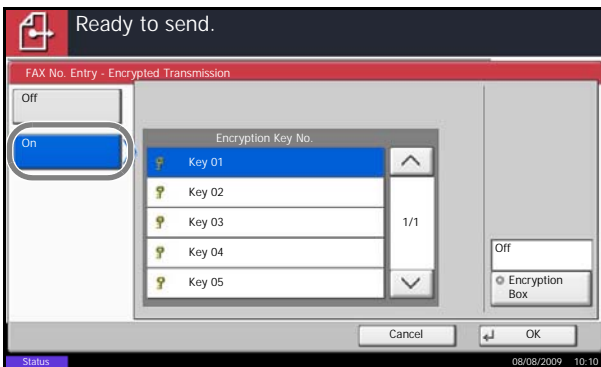 Ready to send.
FAX No. Entry - Encrypted Transmission
Off
On
Encryption Key No.
Key 01
Key 02
Key 03
Key 04
Key 05
1/1
Off
Encryption
Box
Cancel
OK
Status
08/08/2009 10:10